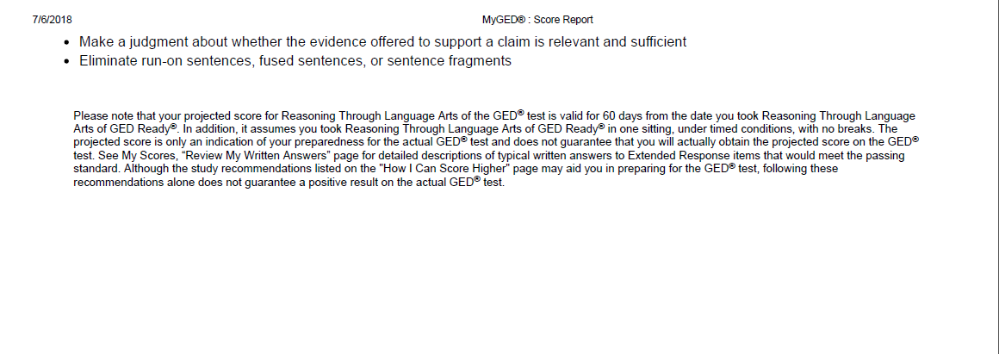 7/6/2018 MyGED® : Score Report
• Make a judgment about whether the evidence offered to support a claim is relevant and sufficient
• Eliminate run-on sentences, fused sentences, or sentence fragments
Please note that your projected score for Reasoning Through Language Arts of the GED® test is valid for 60 days from the date you took Reasoning Through Language
Arts of GED Ready®. In addition, it assumes you took Reasoning Through Language Arts of GED Ready® in one sitting, under timed conditions, with no breaks. The
projected score is only an indication of your preparedness for the actual GED® test and does not guarantee that you will actually obtain the projected score on the GED®
test. See My Scores, “Review My Written Answers” page for detailed descriptions of typical written answers to Extended Response items that would meet the passing
standard. Although the study recommendations listed on the "How I Can Score Higher" page may aid you in preparing for the GED® test, following these
recommendations alone does not guarantee a positive result on the actual GED® test.